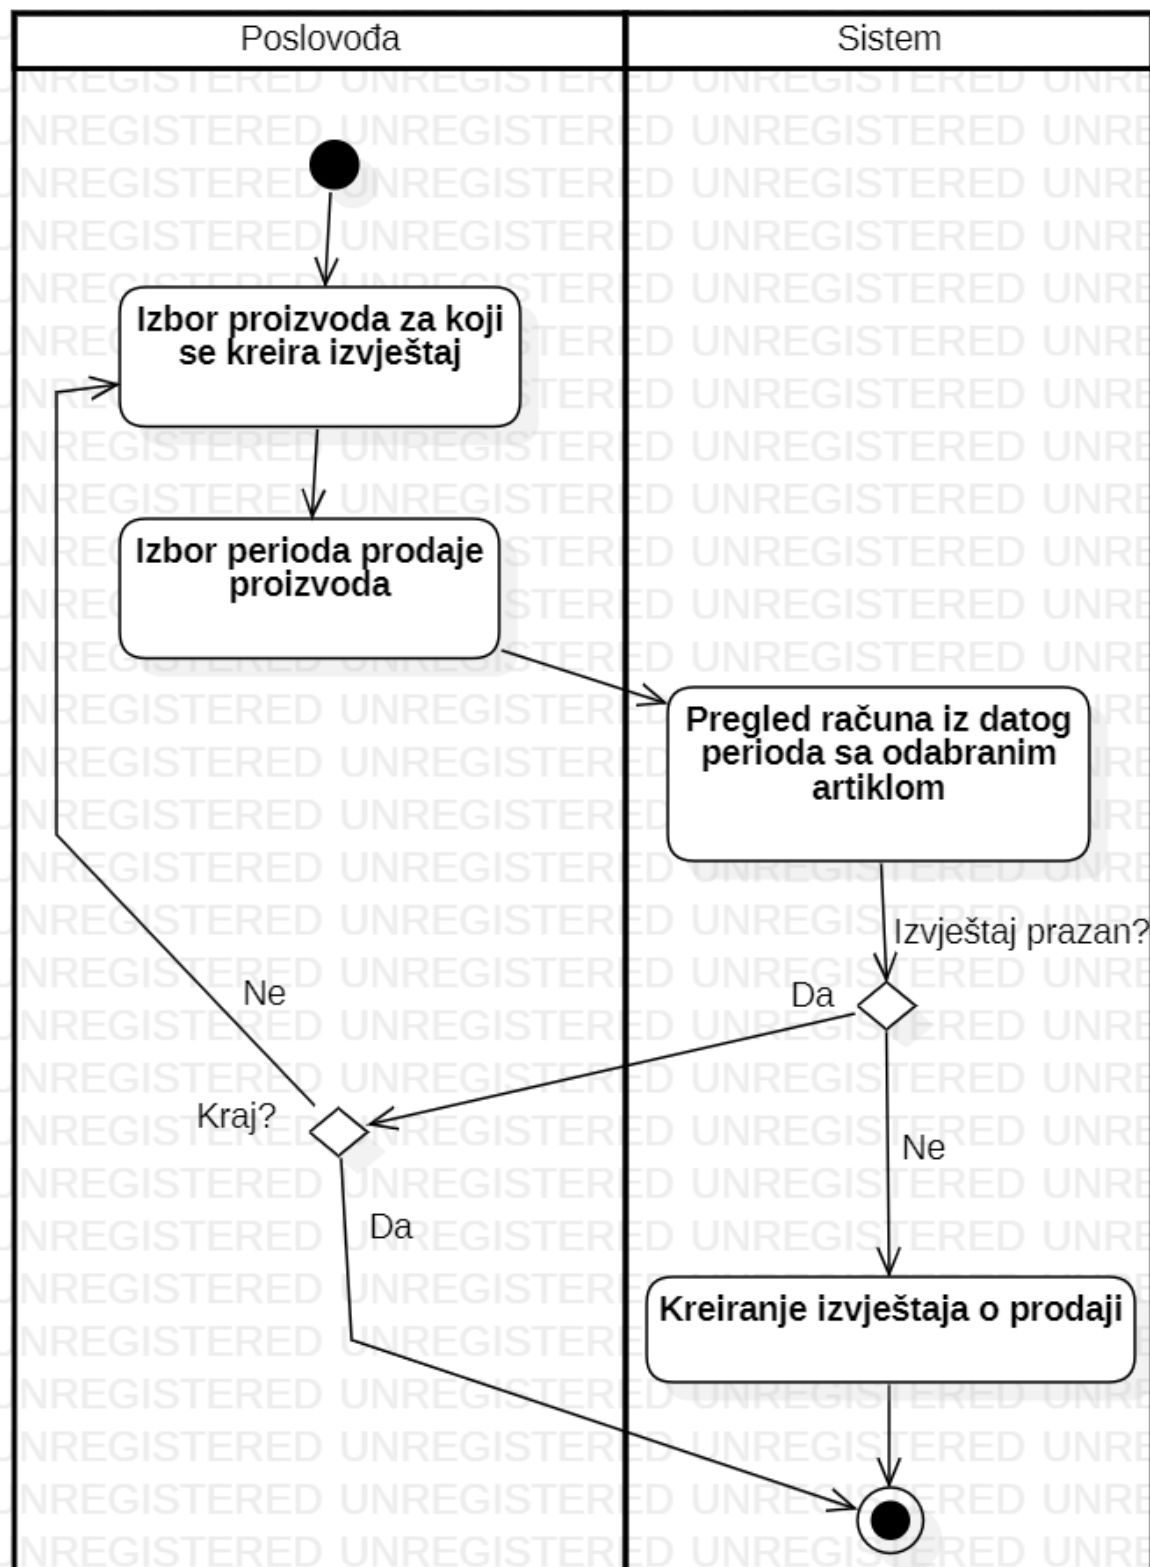 Poslovođa
Sistem
Izbor proizvoda za koji
se kreira izvještaj
Izbor perioda prodaje
proizvoda
Pregled računa iz datog
perioda sa odabranim
artiklom
Izvještaj prazan?
Da
Ne
Kraj?
Ne
Da
Kreiranje izvještaja o prodaji
UNREGISTERED